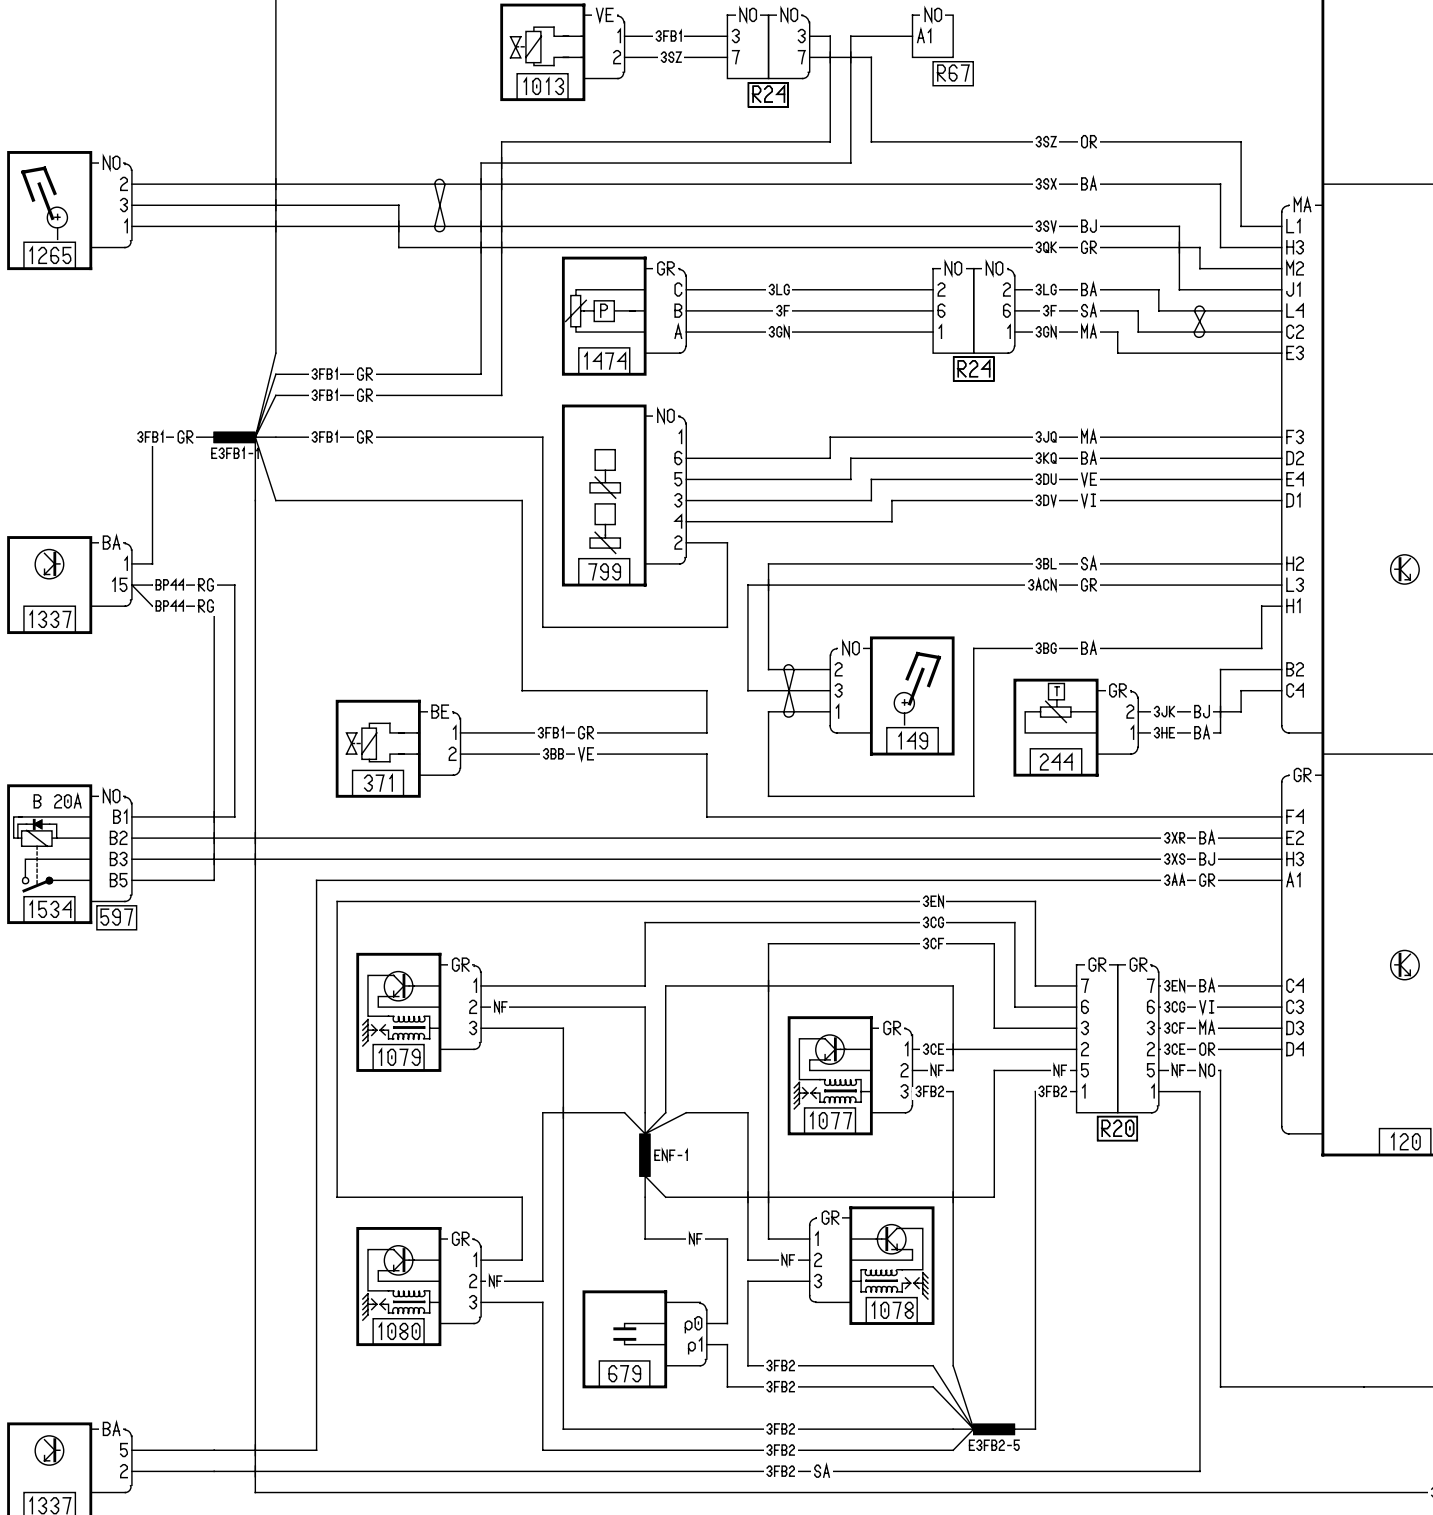 VE NO NO NO
1 3FB1 3 3 A1
2 3SZ 7 7
1013 R24 R67
3SZ OR
NO
2 3SX BA MA
3
1 3SV BJ L1
1265 3QK GR H3
GR NO NO M2
C 3LG 2 2 3LG BA J1
B 3F 6 6 3F SA L4
P
A 3GN 1 1 3GN MA C2
1474 R24 E3
3FB1 GR
3FB1 GR
NO
3FB1 GR 3FB1 GR 1 3JQ MA F3
E3FB1-1 6 3KQ BA D2
5 3DU VE E4
3 3DV VI D1
4
BA 2
1 799 3BL SA H2
15 BP44 RG 3ACN GR L3
BP44 RG H1
1337
NO 3BG BA
2 B2
3 T GR C4
BE 1 2 3JK BJ
1 3FB1 GR 149 1 3HE BA
2 3BB VE 244
371 GR
B 20A NO
B1 F4
B2 3XR BA E2
B3 3XS BJ H3
B5 3AA GR A1
1534 597
3EN
3CG
3CF
GR GR GR
1 7 7 3EN BA C4
2 NF 6 6 3CG VI C3
3 GR 3 3 3CF MA D3
1079 1 3CE 2 2 3CE OR D4
2 NF NF 5 5 NF NO
3 3FB2 3FB2 1 1
1077 R20
120
ENF-1
GR GR
1 NF 1
2 NF NF 2
3 3
1080 1078
p0
p1
679 3FB2
3FB2
BA 3FB2
5 3FB2 E3FB2-5
2 3FB2 SA
1337